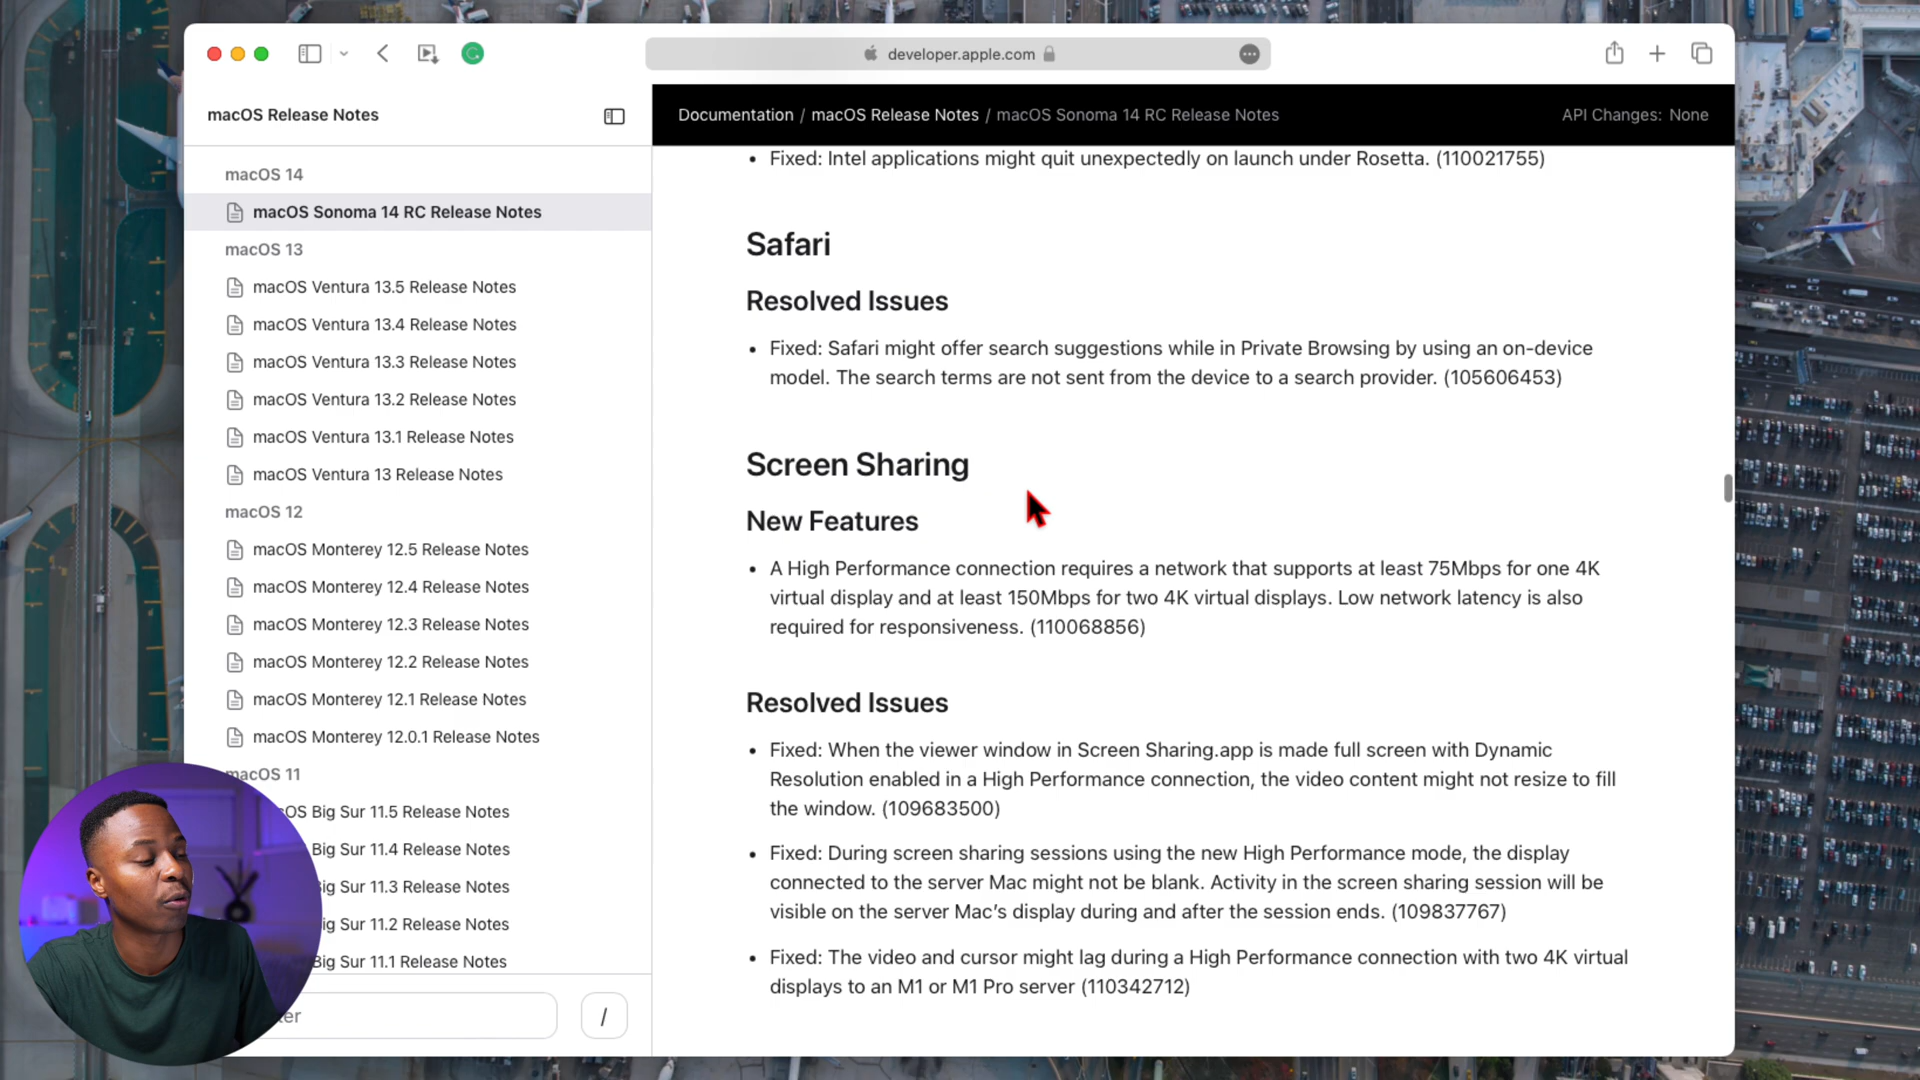 developer.apple.com
macOS Release Notes
Documentation / macOS Release Notes / macOS Sonoma 14 RC Release Notes
API Changes: None
macOS 14
macOS Sonoma 14 RC Release Notes
macOS 13
macOS Ventura 13.5 Release Notes
macOS Ventura 13.4 Release Notes
macOS Ventura 13.3 Release Notes
macOS Ventura 13.2 Release Notes
macOS Ventura 13.1 Release Notes
macOS Ventura 13 Release Notes
macOS 12
macOS Monterey 12.5 Release Notes
macOS Monterey 12.4 Release Notes
macOS Monterey 12.3 Release Notes
macOS Monterey 12.2 Release Notes
macOS Monterey 12.1 Release Notes
macOS Monterey 12.0.1 Release Notes
macOS 11
OS Big Sur 11.5 Release Notes
Big Sur 11.4 Release Notes
Big Sur 11.3 Release Notes
Big Sur 11.2 Release Notes
Big Sur 11.1 Release Notes
/
• Fixed: Intel applications might quit unexpectedly on launch under Rosetta. (110021755)
Safari
Resolved Issues
• Fixed: Safari might offer search suggestions while in Private Browsing by using an on-device
model. The search terms are not sent from the device to a search provider. (105606453)
Screen Sharing
New Features
• A High Performance connection requires a network that supports at least 75Mbps for one 4K
virtual display and at least 150Mbps for two 4K virtual displays. Low network latency is also
required for responsiveness. (110068856)
Resolved Issues
• Fixed: When the viewer window in Screen Sharing.app is made full screen with Dynamic
Resolution enabled in a High Performance connection, the video content might not resize to fill
the window. (109683500)
• Fixed: During screen sharing sessions using the new High Performance mode, the display
connected to the server Mac might not be blank. Activity in the screen sharing session will be
visible on the server Mac’s display during and after the session ends. (109837767)
• Fixed: The video and cursor might lag during a High Performance connection with two 4K virtual
displays to an M1 or M1 Pro server (110342712)